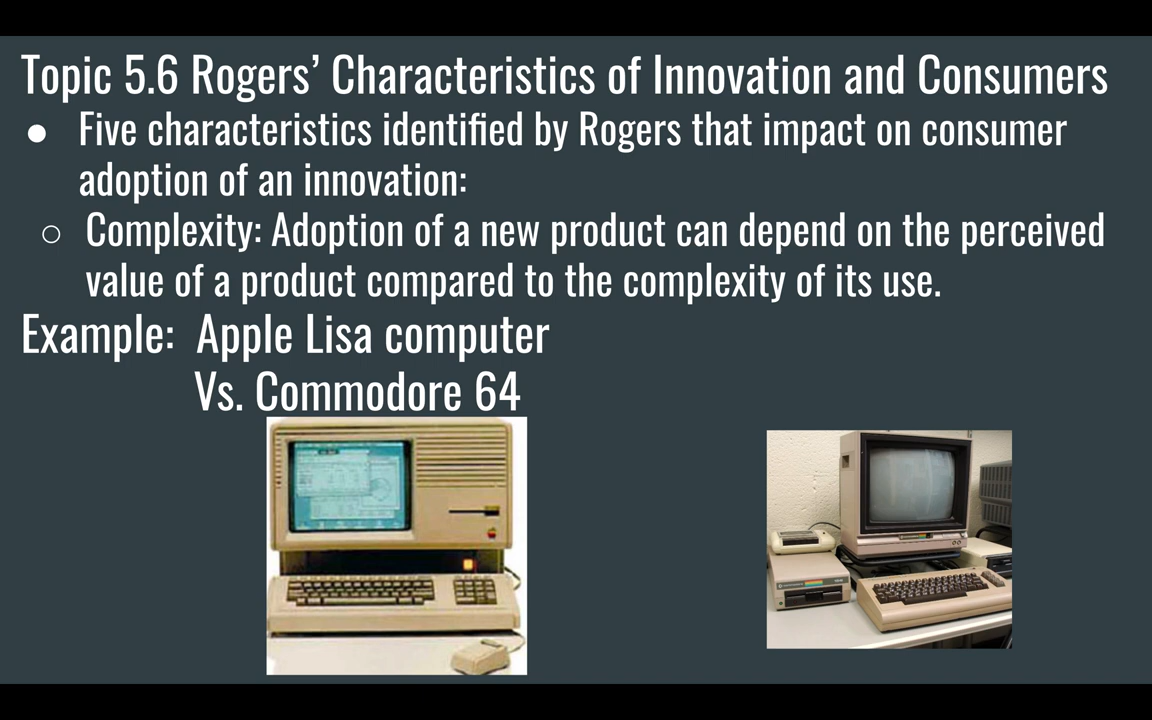 Topic 5.6 Rogers’ Characteristics of Innovation and Consumers
● Five characteristics identified by Rogers that impact on consumer
adoption of an innovation:
○ Complexity: Adoption of a new product can depend on the perceived
value of a product compared to the complexity of its use.
Example: Apple Lisa computer
Vs. Commodore 64